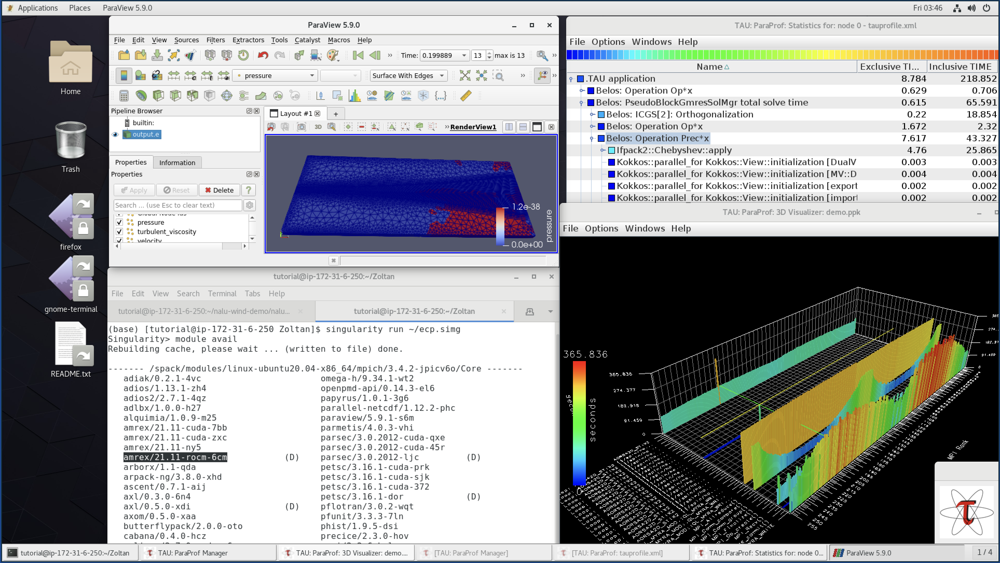 Applications Places ParaView 5.9.0 Fri 03:46
Home
Trash
firefox
gnome-terminal
README.txt
ParaView 5.9.0
File Edit View Sources Filters Extractors Tools Catalyst Macros Help
Time: 0.199889 13 max is 13
pressure Surface With Edges
Pipeline Browser
builtin:
output.e
Properties Information
Properties
Apply Reset Delete ?
Search ... (use Esc to clear text)
pressure
turbulent_viscosity
velocity
Layout #1 +
3D RenderView1
1.2e-38
0.0e+00
pressure
TAU: ParaProf: Statistics for: node 0 - tauprofile.xml
File Options Windows Help
Name Exclusive TI... Inclusive TIME
.TAU application 8.784 218.852
Belos: Operation Op*x 0.629 0.706
Belos: PseudoBlockGmresSolMgr total solve time 0.615 65.591
Belos: ICGS[2]: Orthogonalization 0.22 18.854
Belos: Operation Op*x 1.672 2.32
Belos: Operation Prec*x 7.617 43.327
Ifpack2::Chebyshev::apply 4.76 25.865
Kokkos::parallel_for Kokkos::View::initialization [DualV 0.003 0.003
Kokkos::parallel_for Kokkos::View::initialization [MV::D 0.004 0.004
Kokkos::parallel_for Kokkos::View::initialization [export 0.002 0.002
Kokkos::parallel_for Kokkos::View::initialization [import 0.002 0.002
tutorial@ip-172-31-6-250:~/Zoltan
File Edit View Search Terminal Tabs Help
tutorial@ip-172-31-6-250:~/nalu-wind-demo/nalu... tutorial@ip-172-31-6-250:~/Zoltan
(base) [tutorial@ip-172-31-6-250 Zoltan]$ singularity run ~/ecp.simg
Singularity> module avail
Rebuilding cache, please wait ... (written to file) done.
------- /spack/modules/linux-ubuntu20.04-x86_64/mpich/3.4.2-jpicv6o/Core -------
adiak/0.2.1-4vc omega-h/9.34.1-wt2
adios/1.13.1-zh4 openpmd-api/0.14.3-el6
adios2/2.7.1-4qz papyrus/1.0.1-3g6
adlbx/1.0.0-h27 parallel-netcdf/1.12.2-phc
alquimia/1.0.9-m25 paraview/5.9.1-s6m
amrex/21.11-cuda-7bb parmetis/4.0.3-vhi
amrex/21.11-cuda-zxc parsec/3.0.2012-cuda-qxe
amrex/21.11-ny5 parsec/3.0.2012-cuda-45r
amrex/21.11-rocm-6cm (D) parsec/3.0.2012-ljc (D)
arborx/1.1-qda petsc/3.16.1-cuda-prk
arpack-ng/3.8.0-xhd petsc/3.16.1-cuda-sjk
ascent/0.7.1-aij petsc/3.16.1-cuda-372
axl/0.3.0-6n4 petsc/3.16.1-dor (D)
axl/0.5.0-xdi (D) pflotran/3.0.2-wqt
axom/0.5.0-xaa pfunit/3.3.3-7ln
butterflypack/2.0.0-oto phist/1.9.5-dsi
cabana/0.4.0-hcz precice/2.3.0-hov
TAU: ParaProf: 3D Visualizer: demo.ppk
File Options Windows Help
365.836
seconds
0
365.836
274.377
182.918
91.459
0
91.459
0
MPI Rank
255
250
245
tutorial@ip-172-31-6-250:~/Zoltan TAU: ParaProf Manager TAU: ParaProf: 3D Visualizer: demo.... [TAU: ParaProf Manager] [TAU: ParaProf: tauprofile.xml] TAU: ParaProf: Statistics for: node 0... ParaView 5.9.0 1 / 4